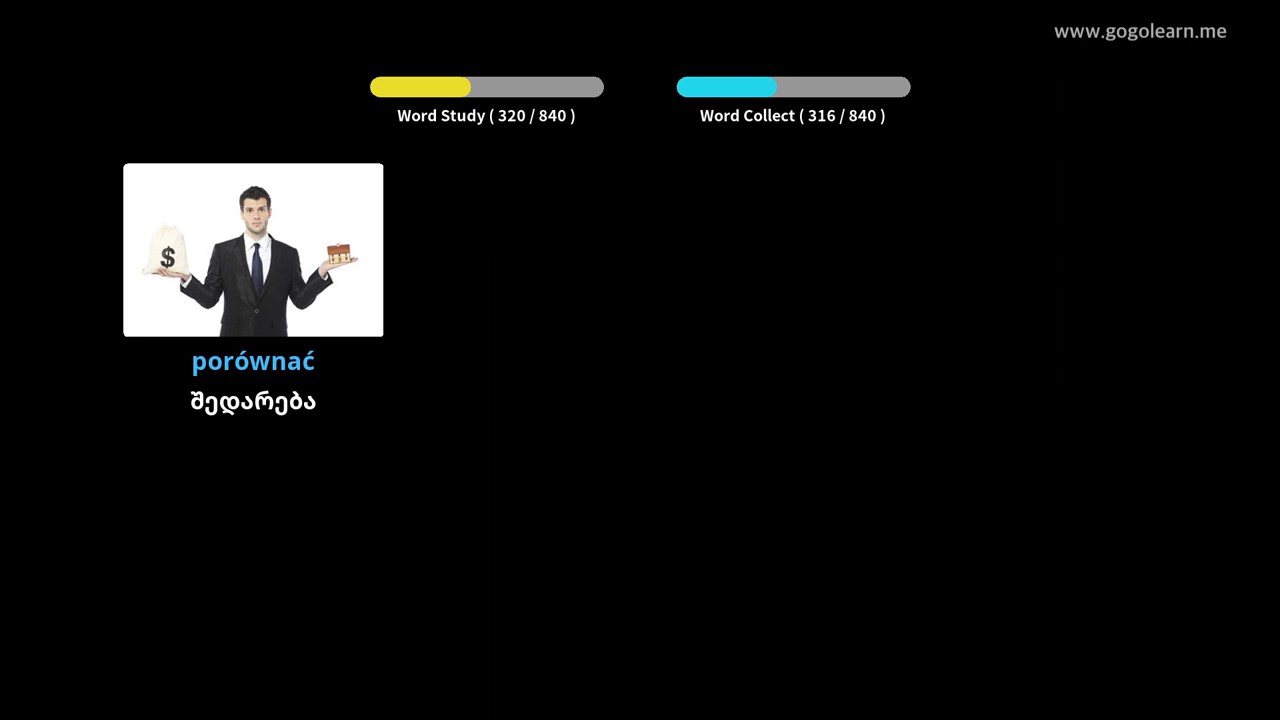 www.gogolearn.me
Word Study ( 320 / 840 )
Word Collect ( 316 / 840 )
$
porównać
შედარება